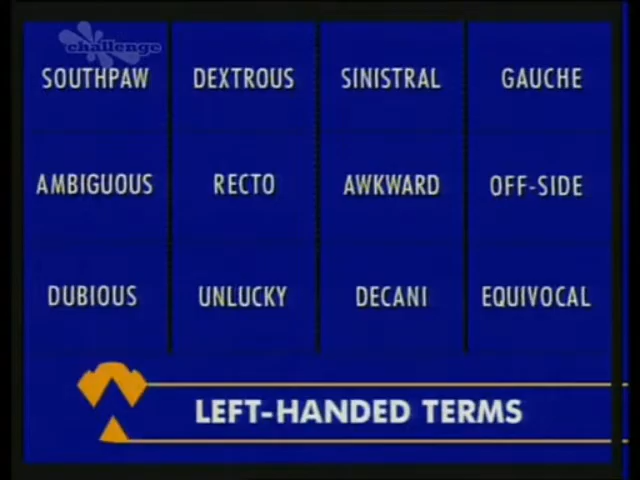 challenge
SOUTHPAW DEXTROUS SINISTRAL GAUCHE
AMBIGUOUS RECTO AWKWARD OFF-SIDE
DUBIOUS UNLUCKY DECANI EQUIVOCAL
LEFT-HANDED TERMS